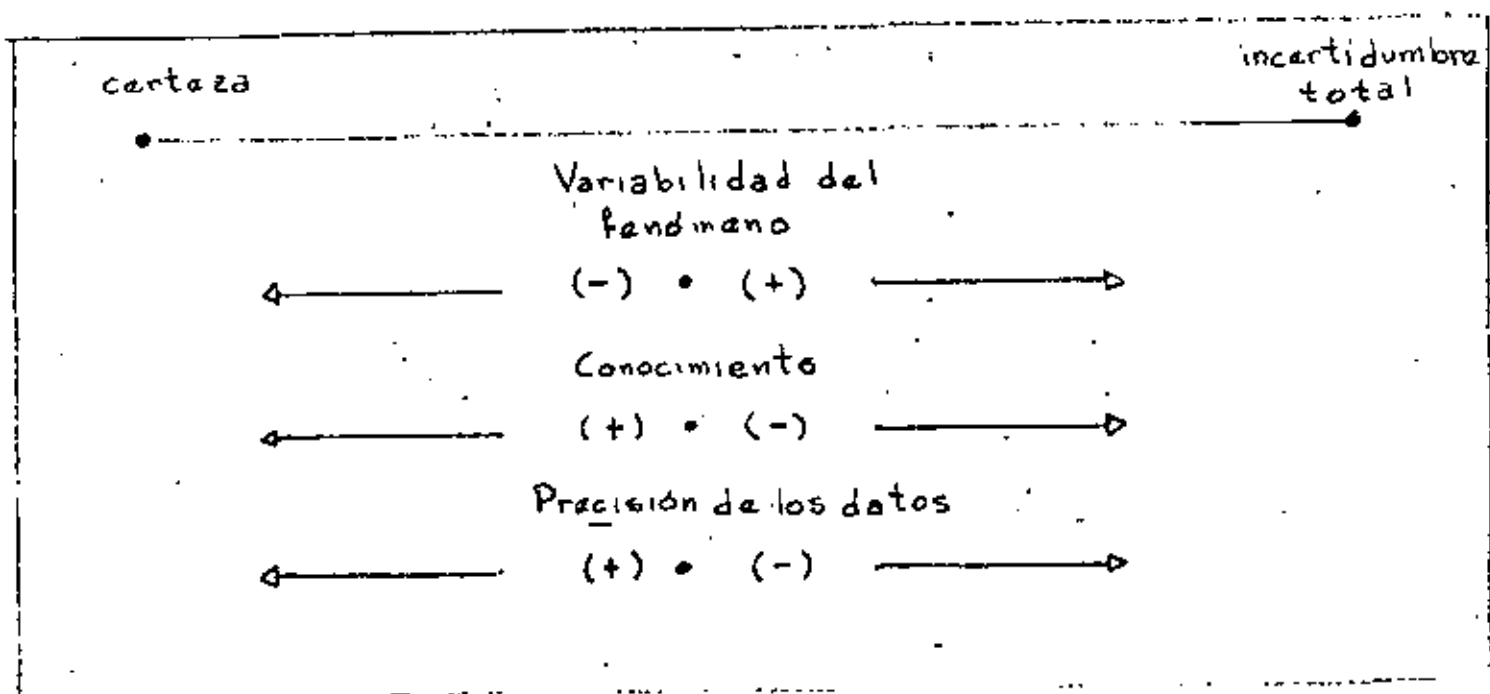 certeza
incertidumbre
total
Variabilidad del
fenómeno
(-) • (+)
Conocimiento
(+) • (-)
Precisión de los datos
(+) • (-)